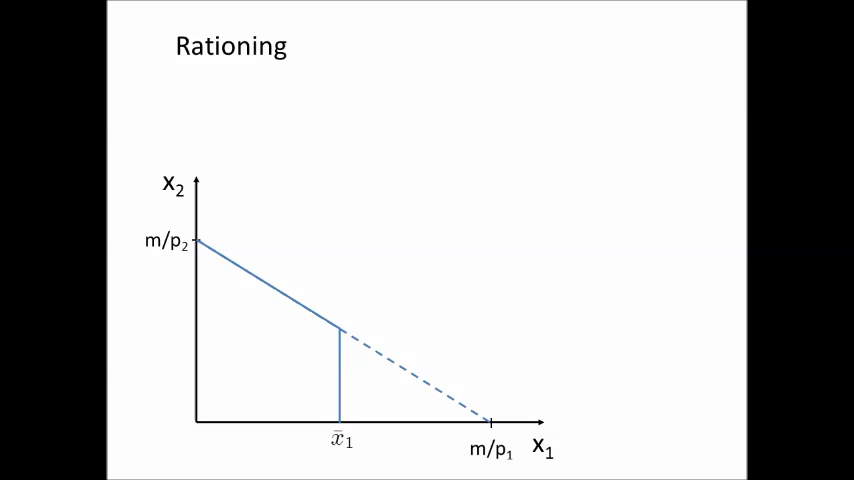 Rationing
x₂
m/p₂
x̄₁
m/p₁
x₁